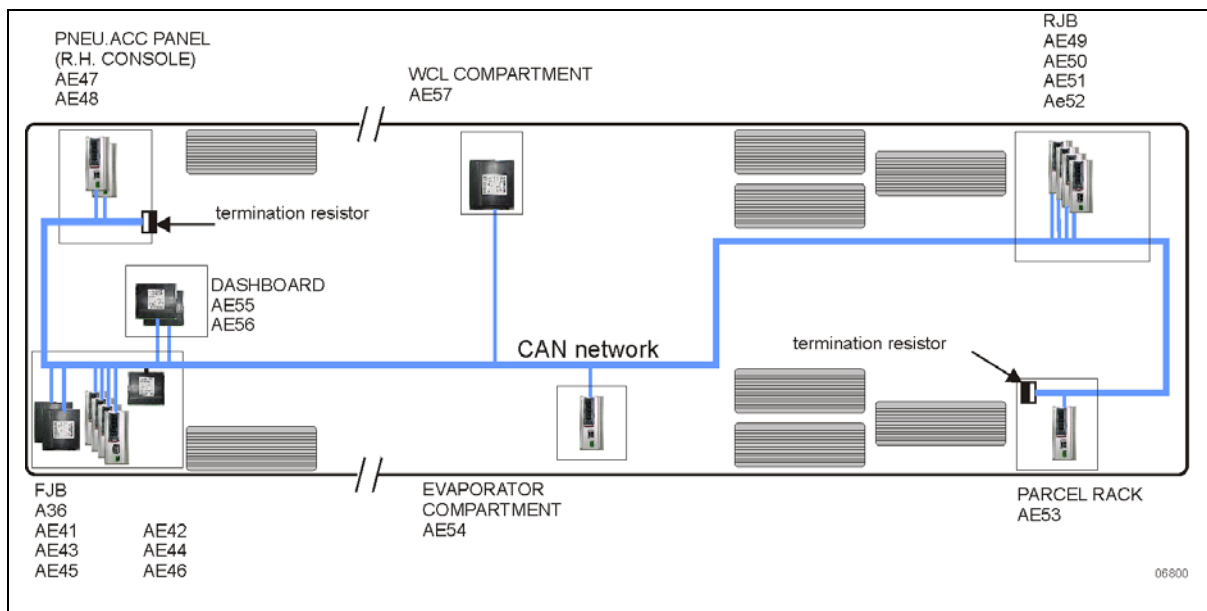 PNEU.ACC PANEL
(R.H. CONSOLE)
AE47
AE48
WCL COMPARTMENT
AE57
RJB
AE49
AE50
AE51
Ae52
termination resistor
DASHBOARD
AE55
AE56
CAN network
termination resistor
FJB
A36
AE41 AE42
AE43 AE44
AE45 AE46
EVAPORATOR
COMPARTMENT
AE54
PARCEL RACK
AE53
06800